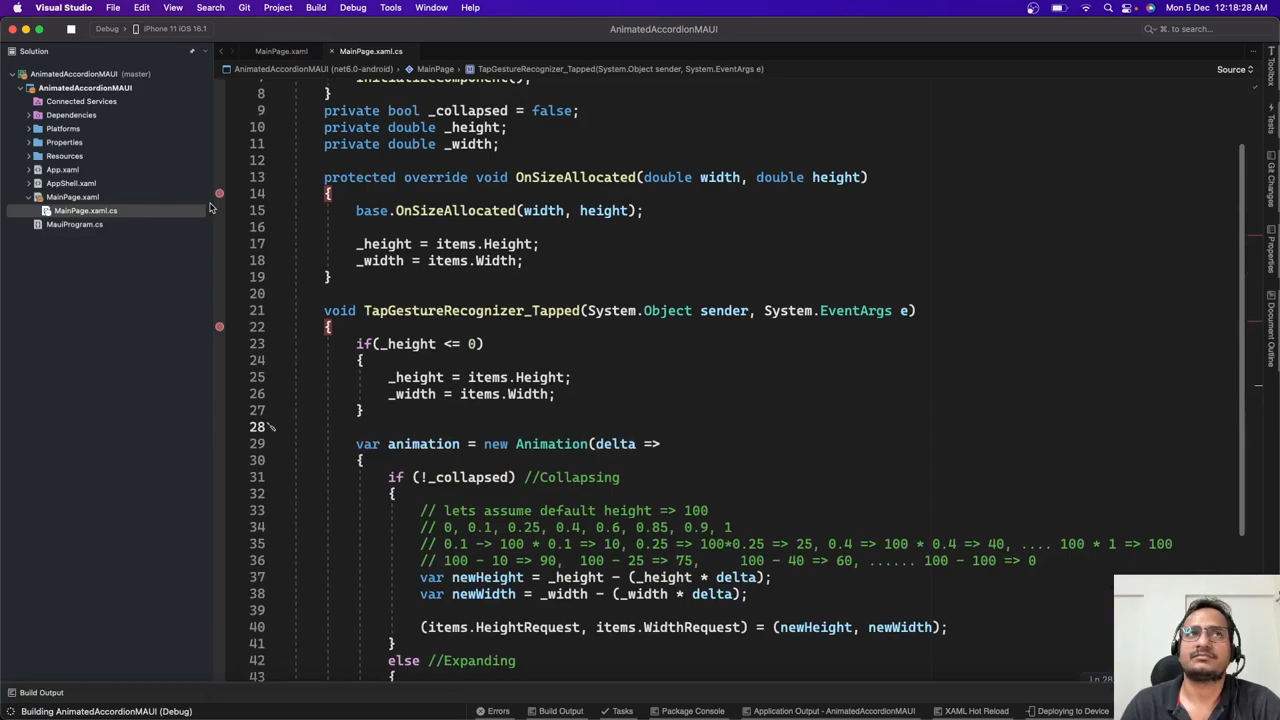 Visual Studio File Edit View Search Git Project Build Debug Tools Window Help
Mon 5 Dec 12:18:28 AM
Debug iPhone 11 iOS 16.1
AnimatedAccordionMAUI
⌘. to search...
Solution
MainPage.xaml
× MainPage.xaml.cs
AnimatedAccordionMAUI (net6.0-android) MainPage TapGestureRecognizer_Tapped(System.Object sender, System.EventArgs e)
Source
AnimatedAccordionMAUI (master)
AnimatedAccordionMAUI
Connected Services
Dependencies
Platforms
Properties
Resources
App.xaml
AppShell.xaml
MainPage.xaml
MainPage.xaml.cs
MauiProgram.cs
InitializeComponent();
8 }
9 private bool _collapsed = false;
10 private double _height;
11 private double _width;
12
13 protected override void OnSizeAllocated(double width, double height)
14 {
15 base.OnSizeAllocated(width, height);
16
17 _height = items.Height;
18 _width = items.Width;
19 }
20
21 void TapGestureRecognizer_Tapped(System.Object sender, System.EventArgs e)
22 {
23 if(_height <= 0)
24 {
25 _height = items.Height;
26 _width = items.Width;
27 }
28
29 var animation = new Animation(delta =>
30 {
31 if (!_collapsed) //Collapsing
32 {
33 // lets assume default height => 100
34 // 0, 0.1, 0.25, 0.4, 0.6, 0.85, 0.9, 1
35 // 0.1 -> 100 * 0.1 => 10, 0.25 => 100*0.25 => 25, 0.4 => 100 * 0.4 => 40, .... 100 * 1 => 100
36 // 100 - 10 => 90, 100 - 25 => 75, 100 - 40 => 60, ...... 100 - 100 => 0
37 var newHeight = _height - (_height * delta);
38 var newWidth = _width - (_width * delta);
39
40 (items.HeightRequest, items.WidthRequest) = (newHeight, newWidth);
41 }
42 else //Expanding
43 {
Toolbox
Tests
Git Changes
Properties
Document Outline
Ln 28
Build Output
Building AnimatedAccordionMAUI (Debug)
Errors Build Output Tasks Package Console Application Output - AnimatedAccordionMAUI XAML Hot Reload Deploying to Device